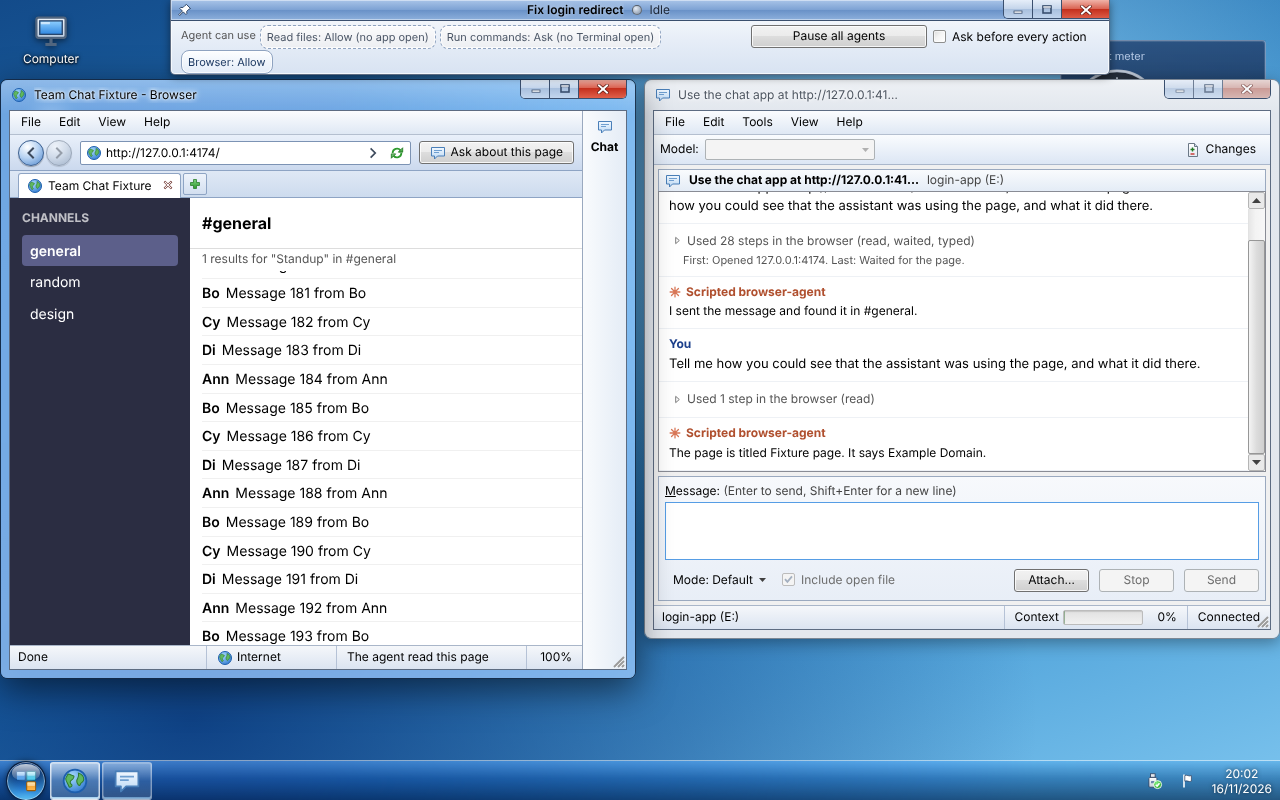 Computer
Fix login redirect Idle
Agent can use
Read files: Allow (no app open)
Run commands: Ask (no Terminal open)
Pause all agents
Ask before every action
Browser: Allow
meter
Team Chat Fixture - Browser
File Edit View Help
http://127.0.0.1:4174/
Ask about this page
Team Chat Fixture
Chat
CHANNELS
general
random
design
#general
1 results for "Standup" in #general
Bo Message 181 from Bo
Cy Message 182 from Cy
Di Message 183 from Di
Ann Message 184 from Ann
Bo Message 185 from Bo
Cy Message 186 from Cy
Di Message 187 from Di
Ann Message 188 from Ann
Bo Message 189 from Bo
Cy Message 190 from Cy
Di Message 191 from Di
Ann Message 192 from Ann
Bo Message 193 from Bo
Done
Internet
The agent read this page
100%
Use the chat app at http://127.0.0.1:41...
File Edit Tools View Help
Model:
Changes
Use the chat app at http://127.0.0.1:41... login-app (E:)
how you could see that the assistant was using the page, and what it did there.
Used 28 steps in the browser (read, waited, typed)
First: Opened 127.0.0.1:4174. Last: Waited for the page.
Scripted browser-agent
I sent the message and found it in #general.
You
Tell me how you could see that the assistant was using the page, and what it did there.
Used 1 step in the browser (read)
Scripted browser-agent
The page is titled Fixture page. It says Example Domain.
Message: (Enter to send, Shift+Enter for a new line)
Mode: Default
Include open file
Attach...
Stop
Send
login-app (E:)
Context
0%
Connected
20:02
16/11/2026